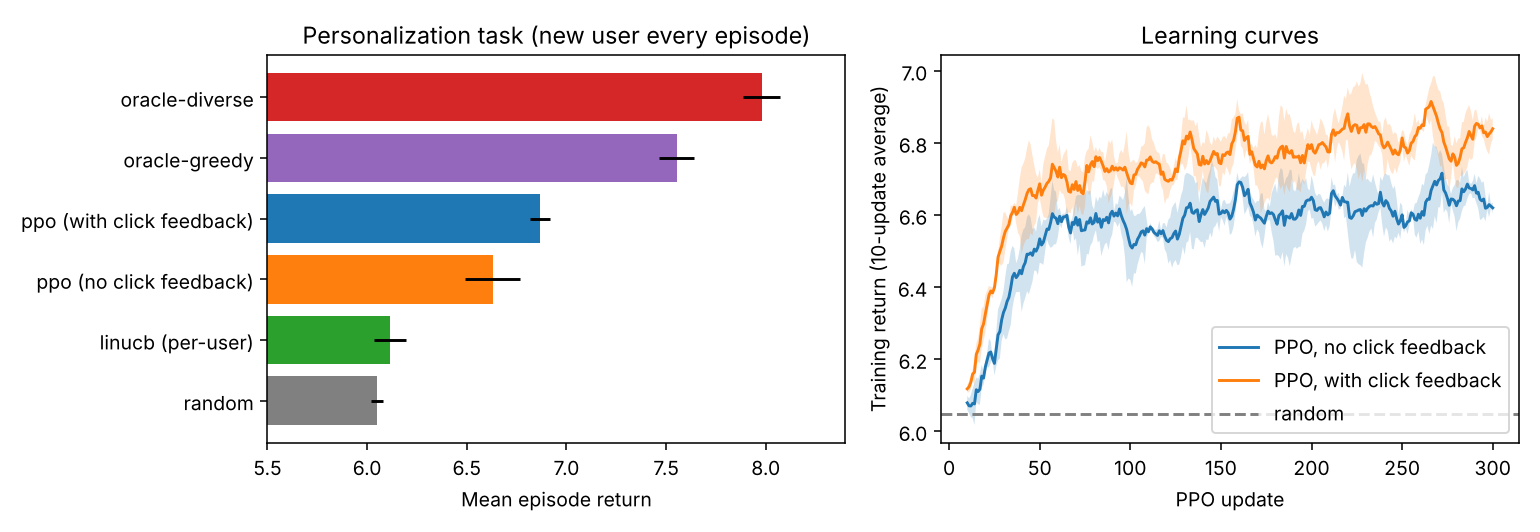 Personalization task (new user every episode)
oracle-diverse
oracle-greedy
ppo (with click feedback)
ppo (no click feedback)
linucb (per-user)
random
5.5 6.0 6.5 7.0 7.5 8.0
Mean episode return
Learning curves
Training return (10-update average)
7.0
6.8
6.6
6.4
6.2
6.0
PPO, no click feedback
PPO, with click feedback
random
0 50 100 150 200 250 300
PPO update